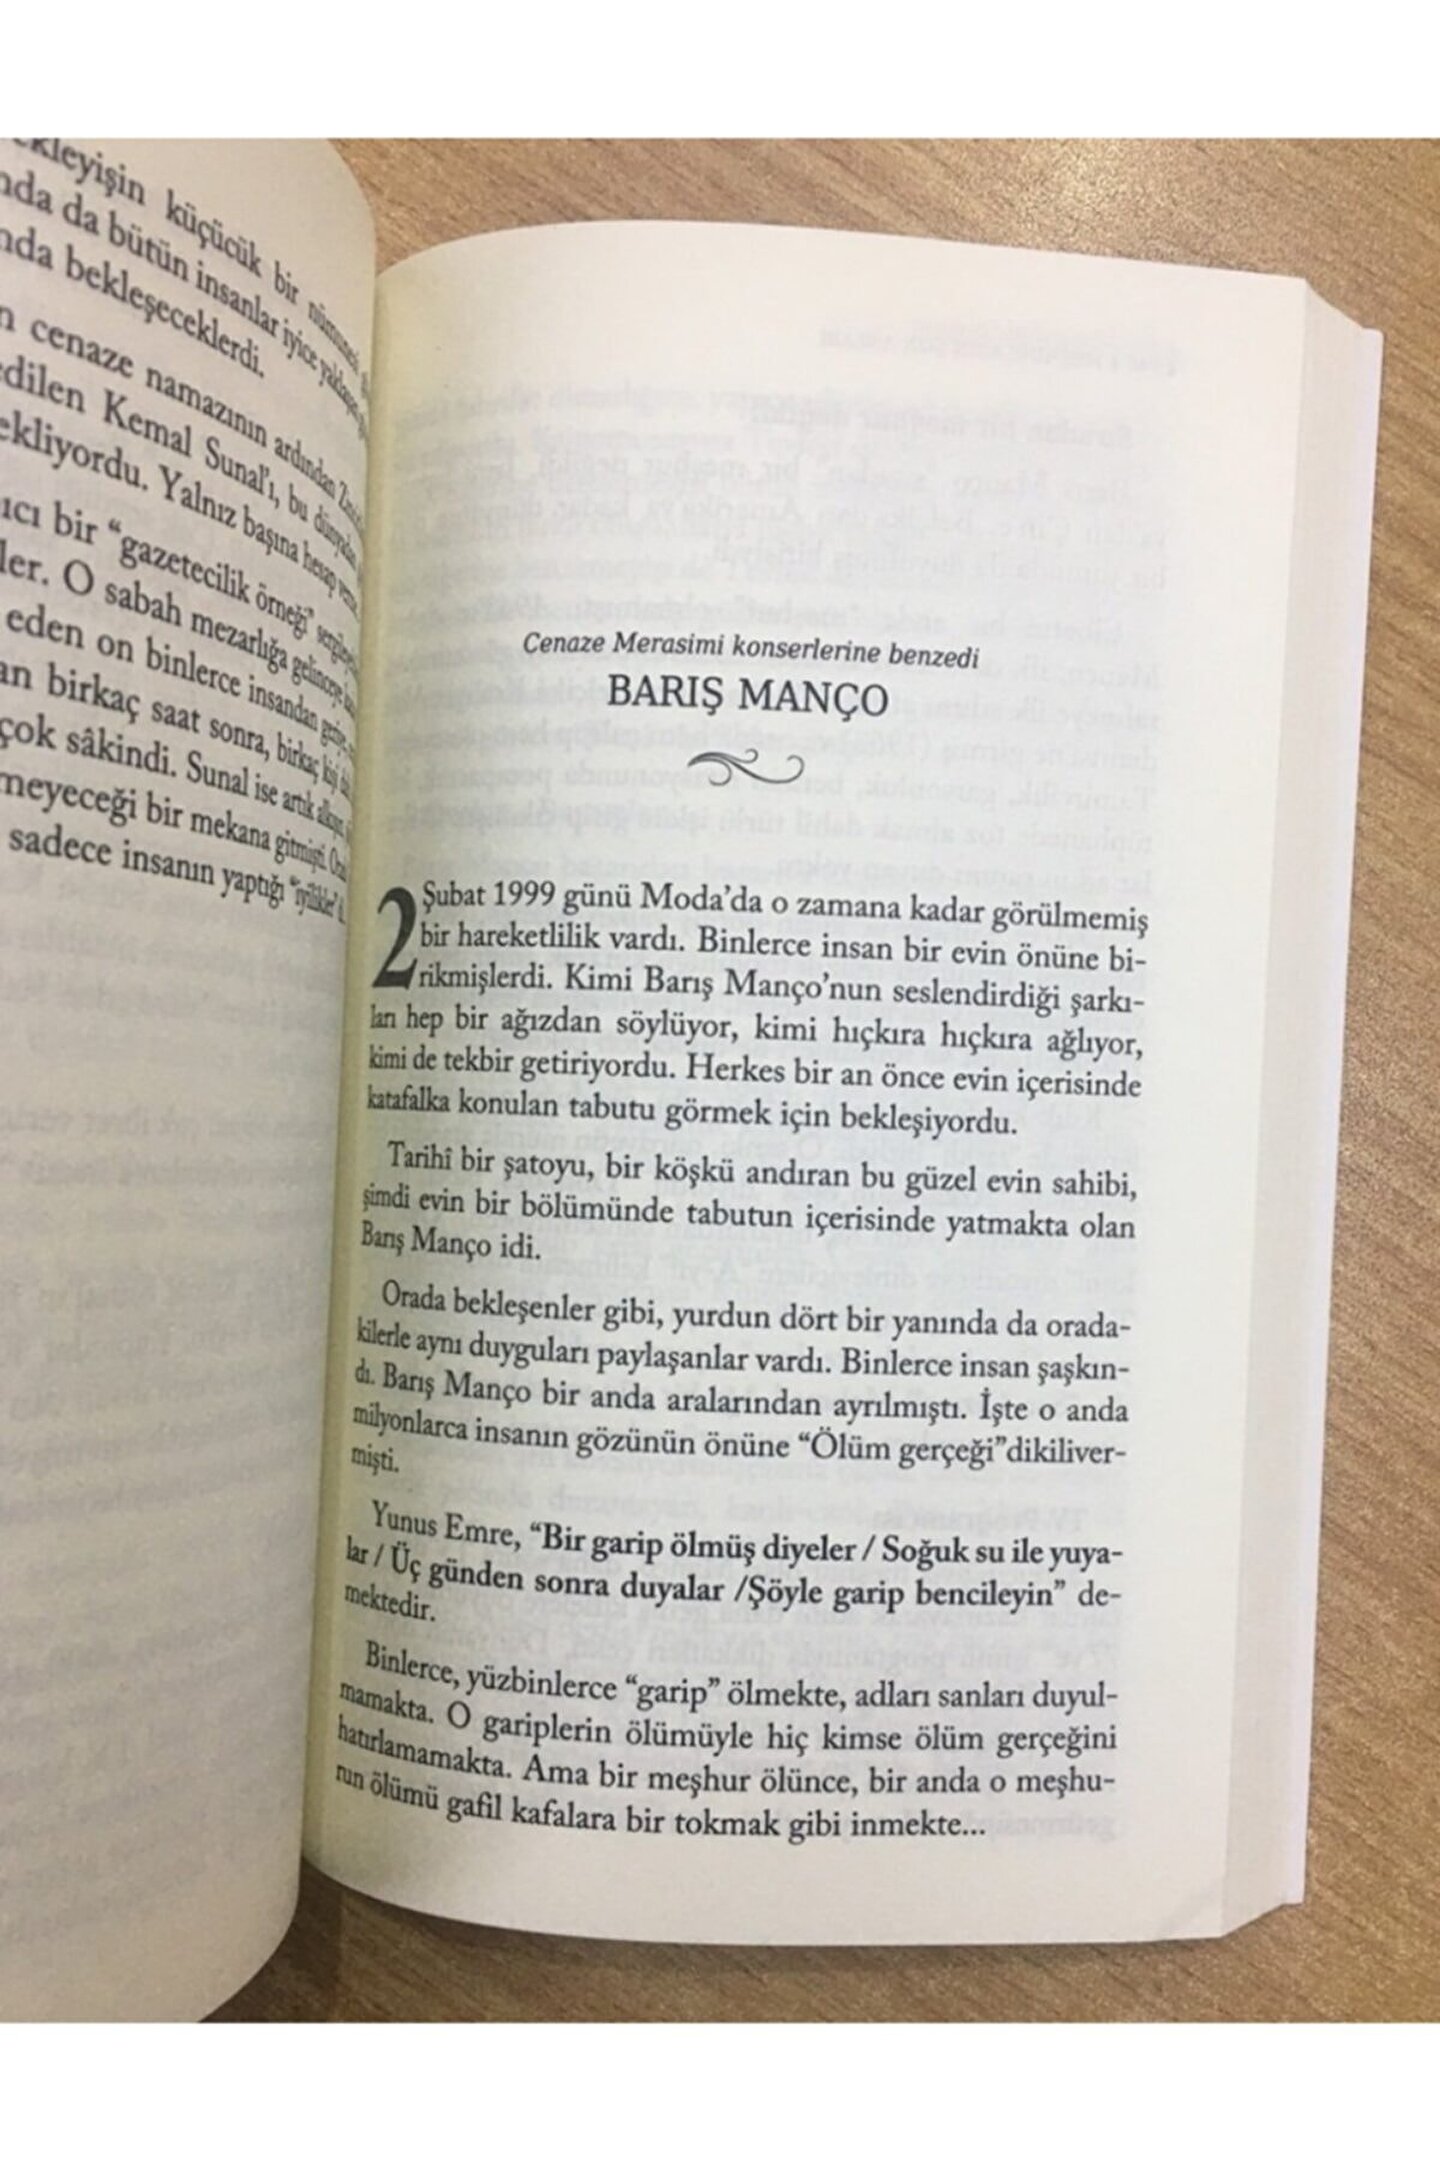 küçücük bir
nda da bütün insanlar iyice
nda bekleşeceklerdi.
n cenaze namazının ardından
edilen Kemal Sunal'ı, bu dünyadan
ekliyordu. Yalnız başına hesap
ıcı bir “gazetecilik örneği”
ler. O sabah mezarlığa gelince
eden on binlerce insandan geriye,
an birkaç saat sonra, birkaç kişi
çok sâkindi. Sunal ise artık
meyeceği bir mekana gitmişti.
sadece insanın yaptığı “iyilikler”
Cenaze Merasimi konserlerine benzedi
BARIŞ MANÇO
2 Şubat 1999 günü Moda’da o zamana kadar görülmemiş
bir hareketlilik vardı. Binlerce insan bir evin önüne bi-
rikmişlerdi. Kimi Barış Manço’nun seslendirdiği şarkı-
ları hep bir ağızdan söylüyor, kimi hıçkıra hıçkıra ağlıyor,
kimi de tekbir getiriyordu. Herkes bir an önce evin içerisinde
katafalka konulan tabutu görmek için bekleşiyordu.
Tarihî bir şatoyu, bir köşkü andıran bu güzel evin sahibi,
şimdi evin bir bölümünde tabutun içerisinde yatmakta olan
Barış Manço idi.
Orada bekleşenler gibi, yurdun dört bir yanında da orada-
kilerle aynı duyguları paylaşanlar vardı. Binlerce insan şaşkın-
dı. Barış Manço bir anda aralarından ayrılmıştı. İşte o anda
milyonlarca insanın gözünün önüne “Ölüm gerçeği”dikiliver-
mişti.
Yunus Emre, “Bir garip ölmüş diyeler / Soğuk su ile yuya-
lar / Üç günden sonra duyalar /Şöyle garip bencileyin” de-
mektedir.
Binlerce, yüzbinlerce “garip” ölmekte, adları sanları duyul-
mamakta. O gariplerin ölümüyle hiç kimse ölüm gerçeğini
hatırlamamakta. Ama bir meşhur ölünce, bir anda o meşhu-
run ölümü gafil kafalara bir tokmak gibi inmekte...